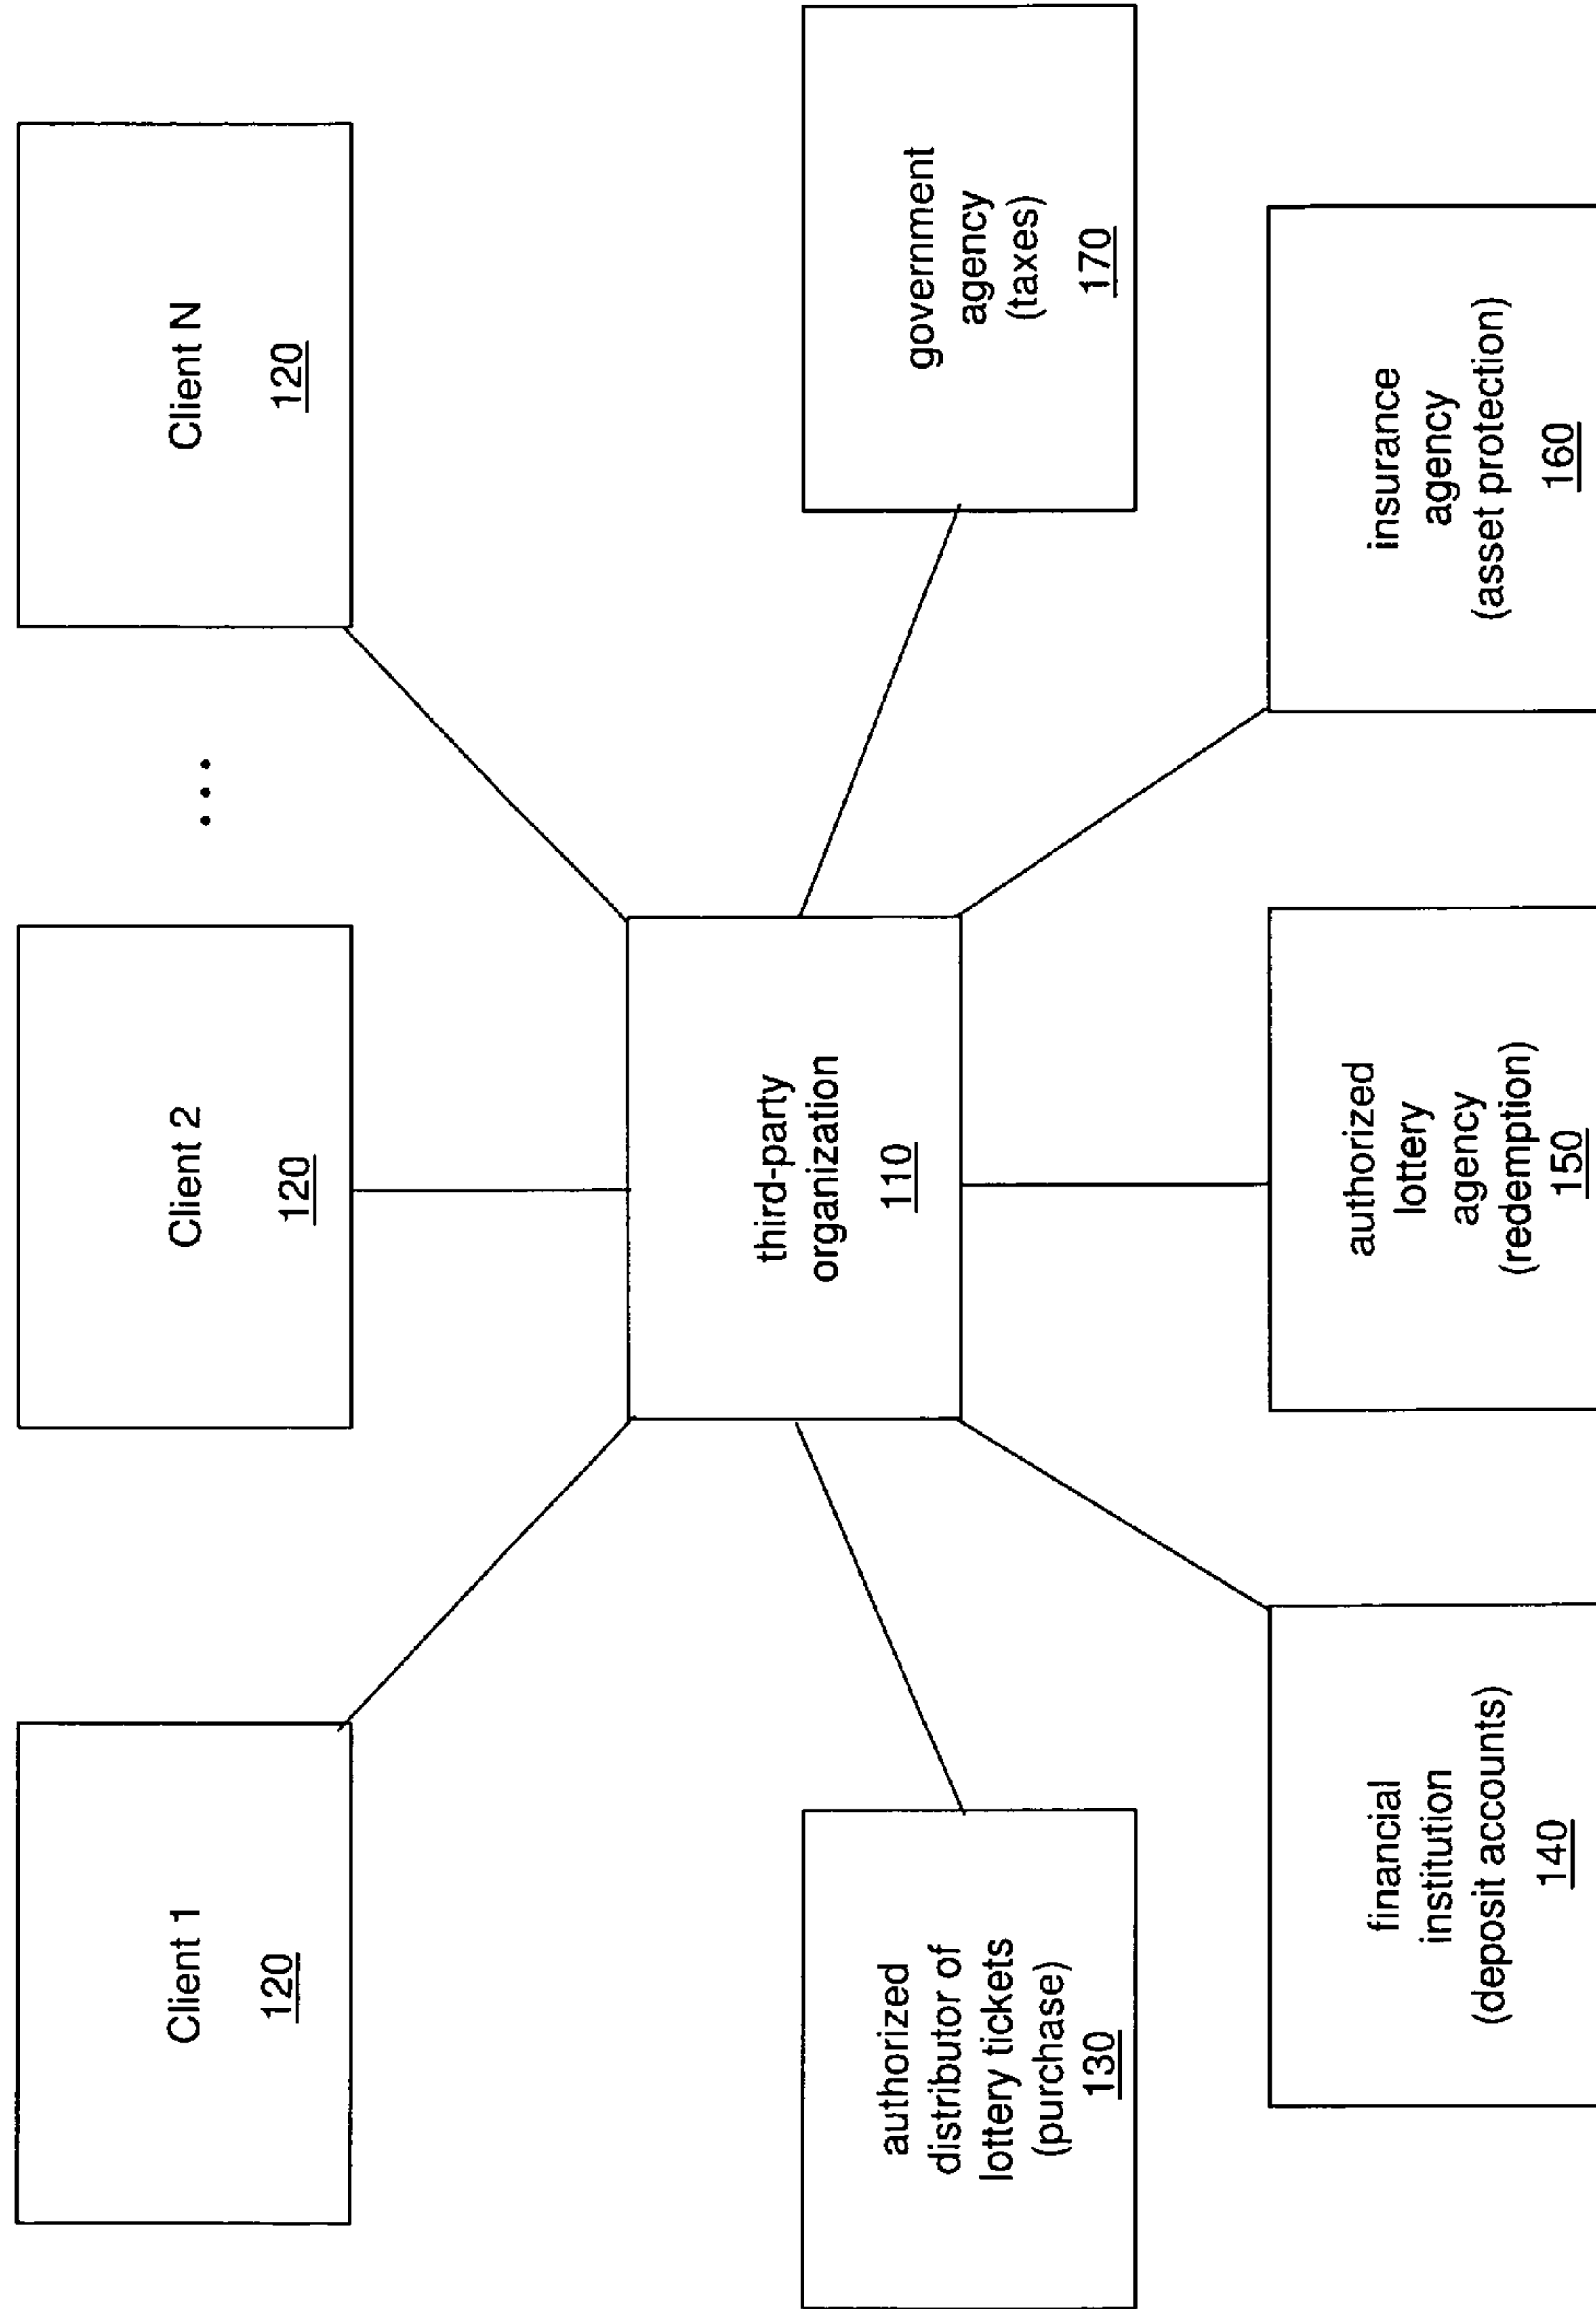 Client 1
120
Client 2
120
...
Client N
120
third-party
organization
110
authorized
distributor of
lottery tickets
(purchase)
130
government
agency
(taxes)
170
financial
institution
(deposit accounts)
140
authorized
lottery
agency
(redemption)
150
insurance
agency
(asset protection)
160